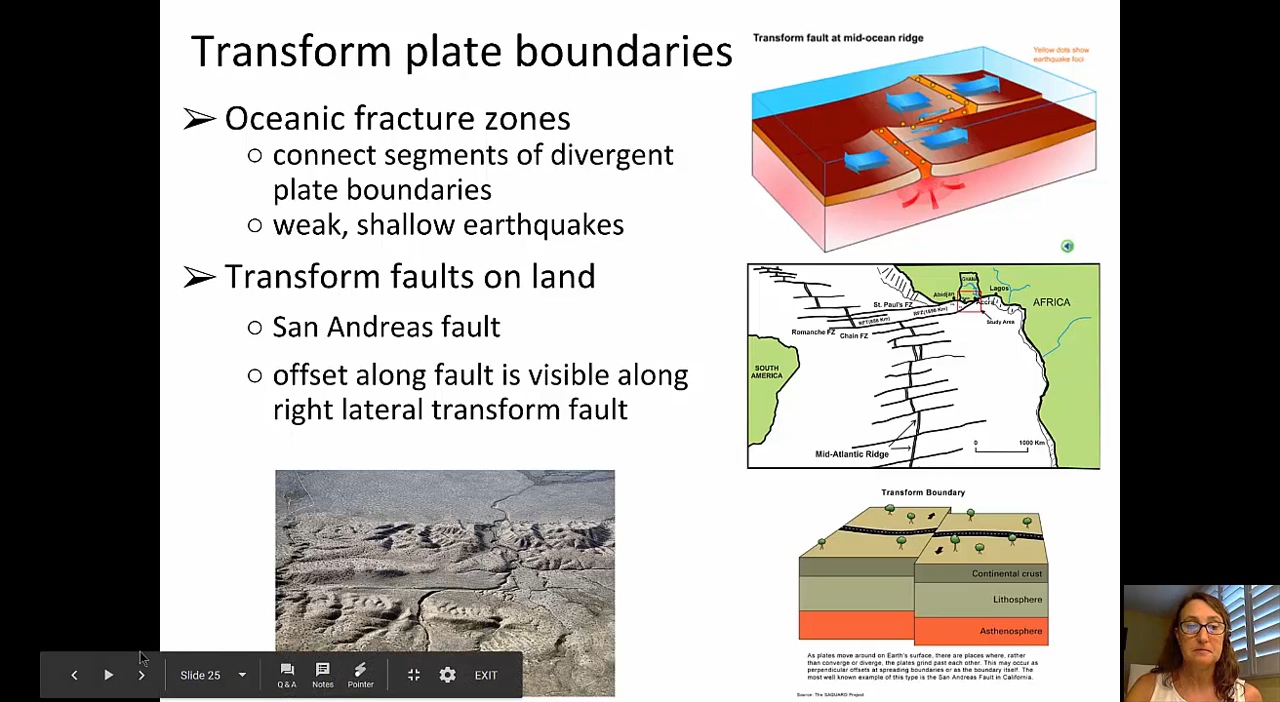 Transform plate boundaries
➢ Oceanic fracture zones
○ connect segments of divergent
plate boundaries
○ weak, shallow earthquakes
➢ Transform faults on land
○ San Andreas fault
○ offset along fault is visible along
right lateral transform fault
Transform fault at mid-ocean ridge
Yellow dots show
earthquake foci
St. Paul's FZ
Romanche FZ
Chain FZ
Abidjan
Lagos
Accra
Study Area
AFRICA
SOUTH
AMERICA
Mid-Atlantic Ridge
0 1000 Km
Transform Boundary
Continental crust
Lithosphere
Asthenosphere
As plates move around on Earth's surface, there are places where, rather
than converge or diverge, the plates grind past each other. This may occur as
perpendicular offsets at spreading boundaries or as the boundary itself. The
most well known example of this type is the San Andreas Fault in California.
Source: The SAGUARO Project
Slide 25
Q & A
Notes
Pointer
EXIT